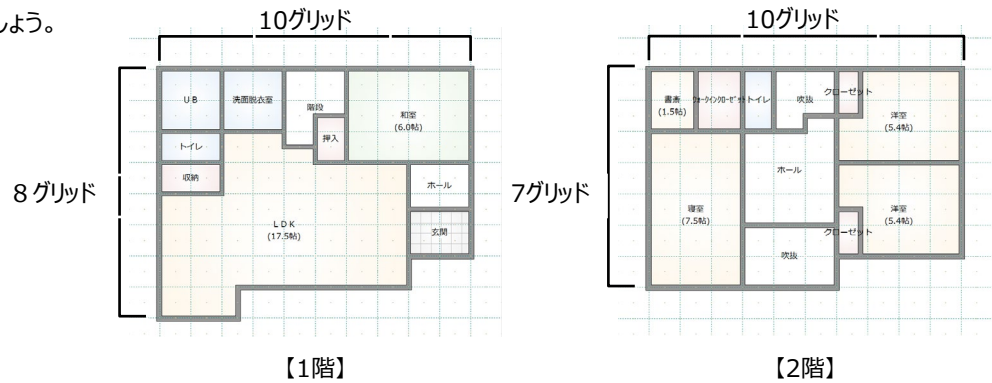 しょう。
10グリッド
8グリッド
UB
洗面脱衣室
階段
和室
(6.0帖)
押入
トイレ
収納
ホール
LDK
(17.5帖)
玄関
【1階】
10グリッド
7グリッド
書斎
(1.5帖)
ウォークインクローゼット
トイレ
吹抜
クローゼット
洋室
(5.4帖)
ホール
寝室
(7.5帖)
洋室
(5.4帖)
クローゼット
吹抜
【2階】